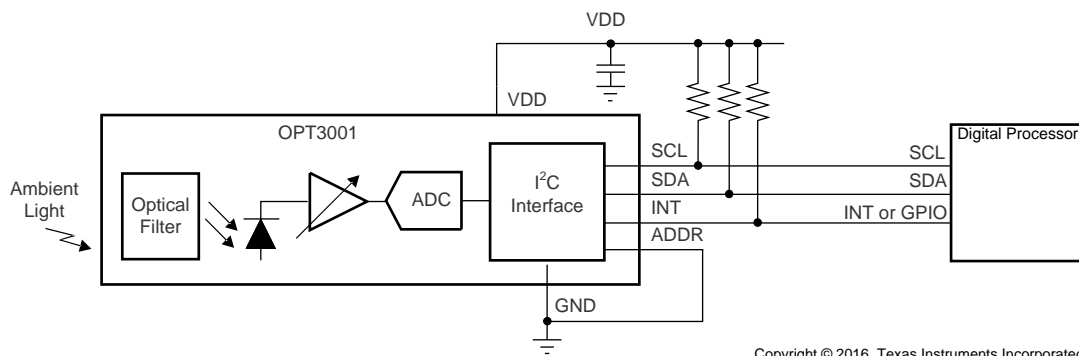 VDD
VDD
OPT3001
Digital Processor
Ambient
Light
Optical
Filter
ADC
I²C
Interface
SCL
SCL
SDA
SDA
INT
INT or GPIO
ADDR
GND
Copyright © 2016, Texas Instruments Incorporated